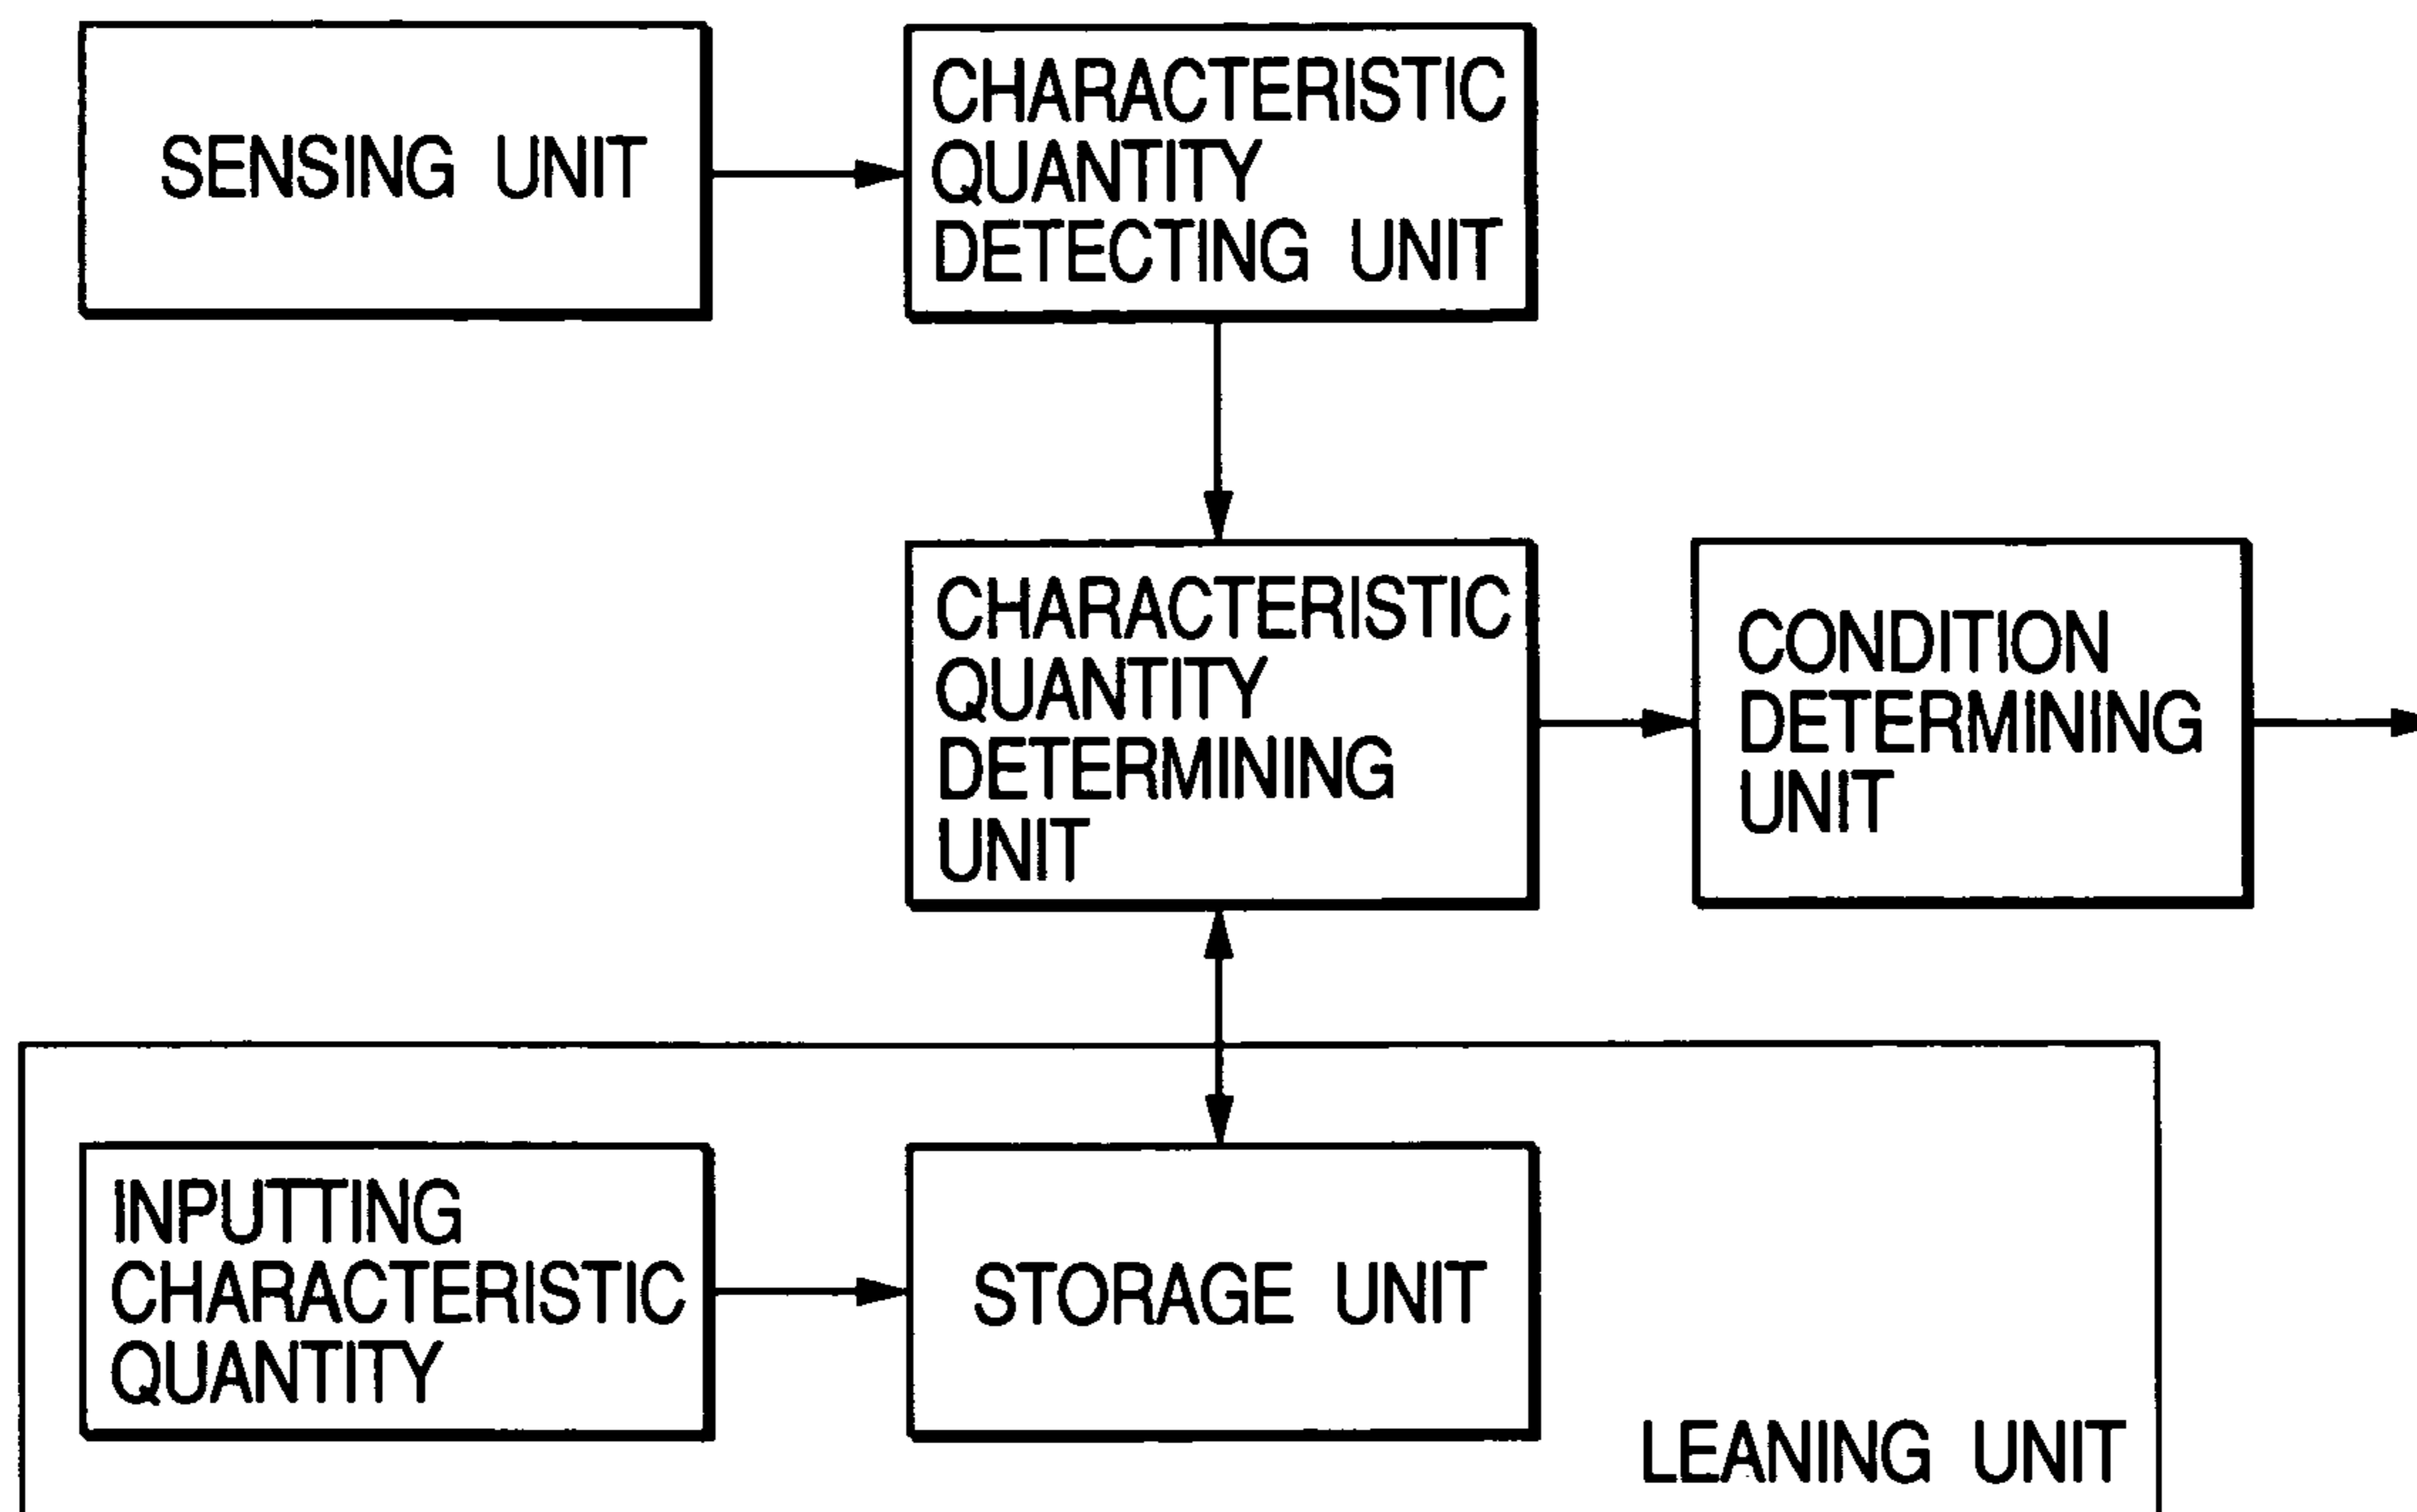 SENSING UNIT
CHARACTERISTIC
QUANTITY
DETECTING UNIT
CHARACTERISTIC
QUANTITY
DETERMINING
UNIT
CONDITION
DETERMINING
UNIT
INPUTTING
CHARACTERISTIC
QUANTITY
STORAGE UNIT
LEANING UNIT